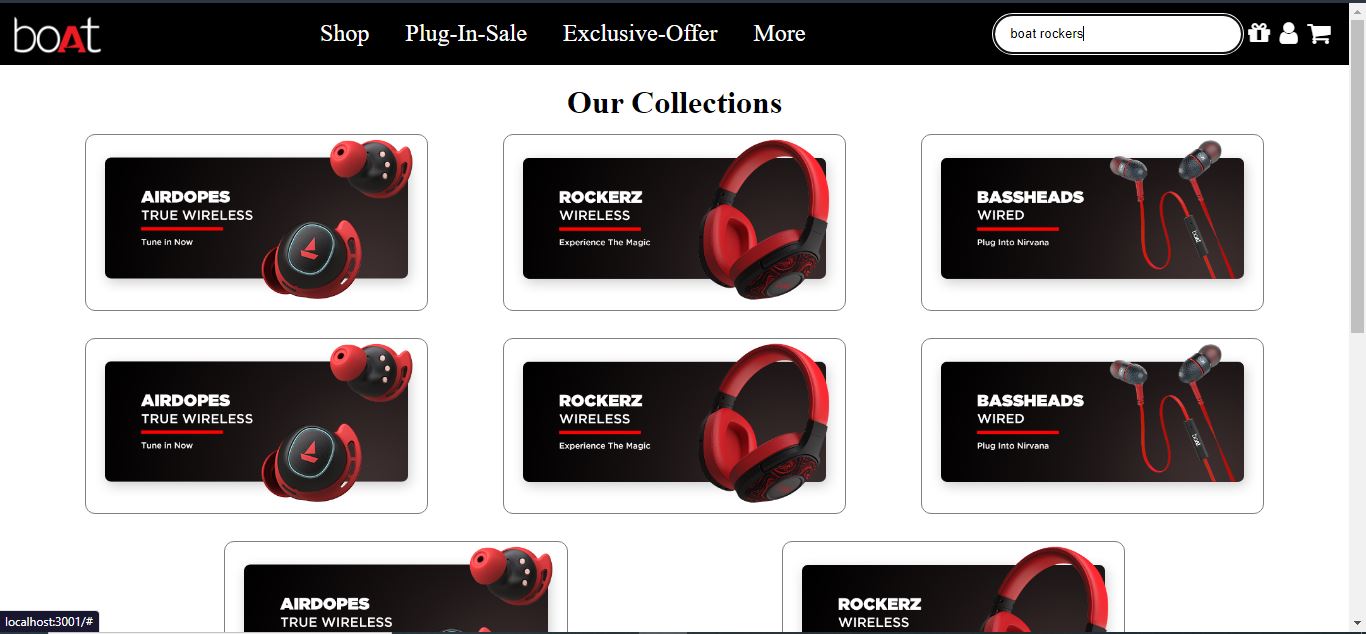 boAt
Shop
Plug-In-Sale
Exclusive-Offer
More
boat rockers
Our Collections
AIRDOPES
TRUE WIRELESS
Tune in Now
ROCKERZ
WIRELESS
Experience The Magic
BASSHEADS
WIRED
Plug Into Nirvana
boAt
AIRDOPES
TRUE WIRELESS
Tune in Now
ROCKERZ
WIRELESS
Experience The Magic
BASSHEADS
WIRED
Plug Into Nirvana
boAt
AIRDOPES
TRUE WIRELESS
ROCKERZ
WIRELESS
localhost:3001/#